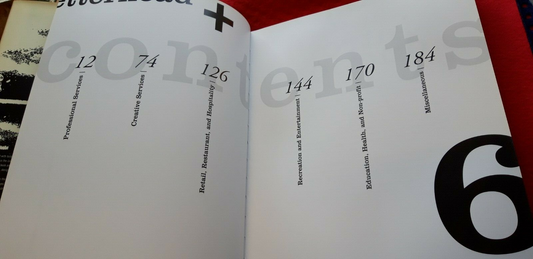 etterhead +
contents
12
Professional Services
74
Creative Services
126
Retail, Restaurant, and Hospitality
144
Recreation and Entertainment
170
Education, Health, and Non-profit
184
Miscellaneous
6